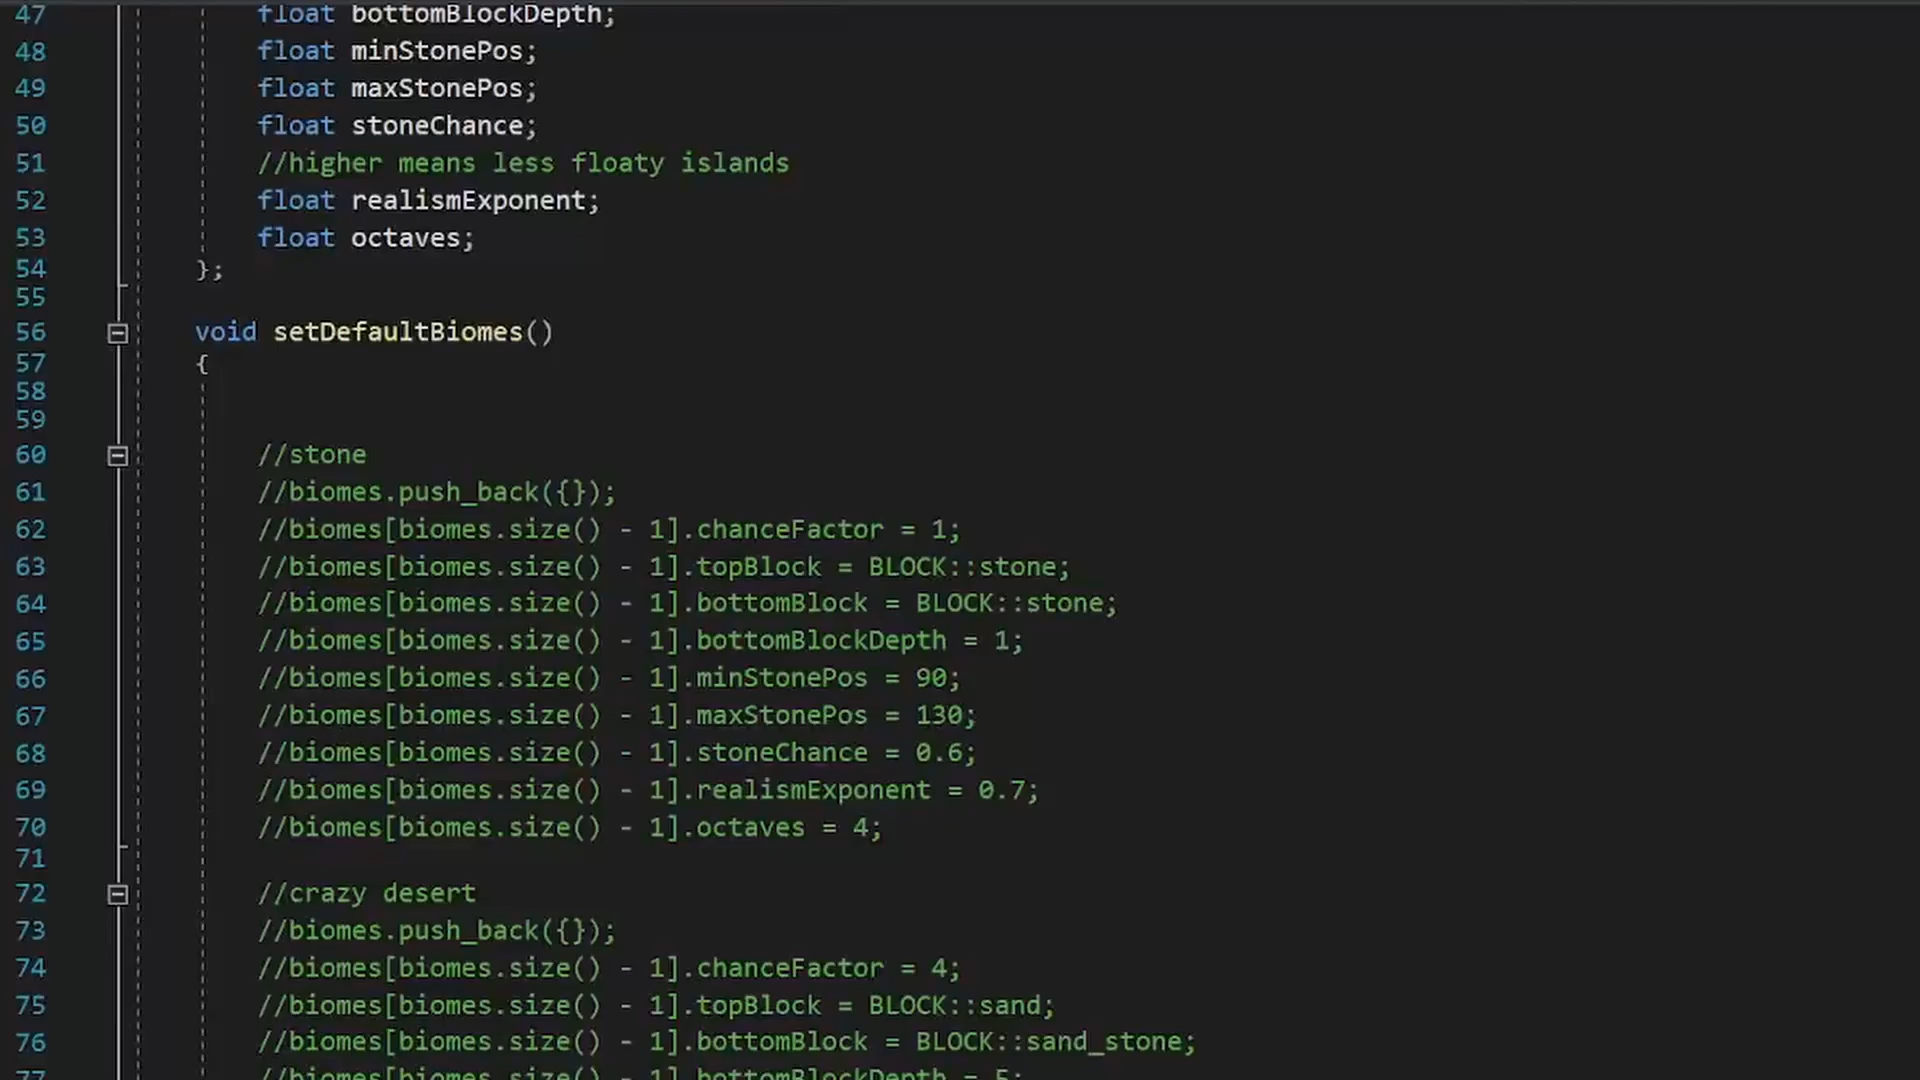 47 float bottomBlockDepth;
48 float minStonePos;
49 float maxStonePos;
50 float stoneChance;
51 //higher means less floaty islands
52 float realismExponent;
53 float octaves;
54 };
55
56 void setDefaultBiomes()
57 {
58
59
60 //stone
61 //biomes.push_back({});
62 //biomes[biomes.size() - 1].chanceFactor = 1;
63 //biomes[biomes.size() - 1].topBlock = BLOCK::stone;
64 //biomes[biomes.size() - 1].bottomBlock = BLOCK::stone;
65 //biomes[biomes.size() - 1].bottomBlockDepth = 1;
66 //biomes[biomes.size() - 1].minStonePos = 90;
67 //biomes[biomes.size() - 1].maxStonePos = 130;
68 //biomes[biomes.size() - 1].stoneChance = 0.6;
69 //biomes[biomes.size() - 1].realismExponent = 0.7;
70 //biomes[biomes.size() - 1].octaves = 4;
71
72 //crazy desert
73 //biomes.push_back({});
74 //biomes[biomes.size() - 1].chanceFactor = 4;
75 //biomes[biomes.size() - 1].topBlock = BLOCK::sand;
76 //biomes[biomes.size() - 1].bottomBlock = BLOCK::sand_stone;
77 //biomes[biomes.size() - 1].bottomBlockDepth = 5;